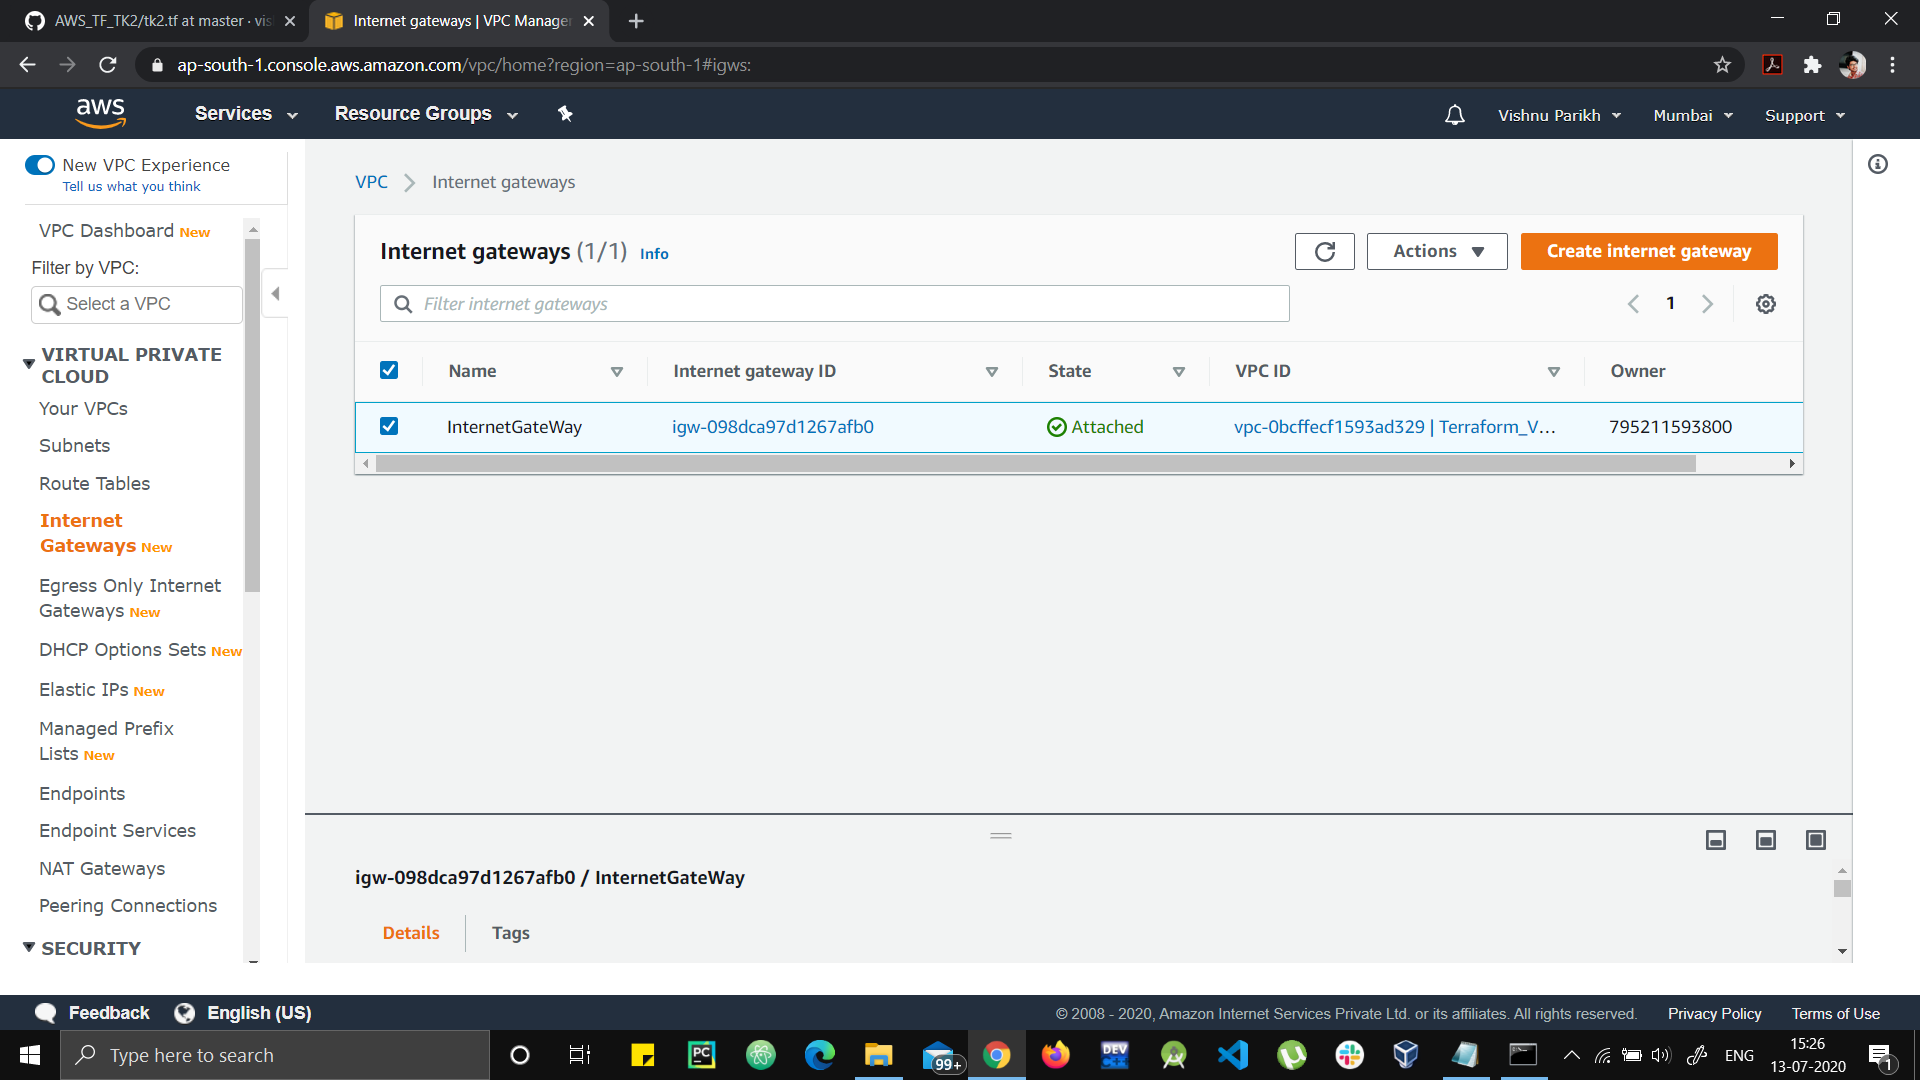 AWS_TF_TK2/tk2.tf at master · vis
Internet gateways | VPC Manager
ap-south-1.console.aws.amazon.com/vpc/home?region=ap-south-1#igws:
aws
Services
Resource Groups
Vishnu Parikh
Mumbai
Support
New VPC Experience
Tell us what you think
VPC Dashboard New
Filter by VPC:
Select a VPC
VIRTUAL PRIVATE
CLOUD
Your VPCs
Subnets
Route Tables
Internet
Gateways New
Egress Only Internet
Gateways New
DHCP Options Sets New
Elastic IPs New
Managed Prefix
Lists New
Endpoints
Endpoint Services
NAT Gateways
Peering Connections
SECURITY
VPC
Internet gateways
Internet gateways (1/1) Info
Actions
Create internet gateway
Filter internet gateways
1
Name
Internet gateway ID
State
VPC ID
Owner
InternetGateWay
igw-098dca97d1267afb0
Attached
vpc-0bcffecf1593ad329 | Terraform_V...
795211593800
igw-098dca97d1267afb0 / InternetGateWay
Details
Tags
Feedback
English (US)
© 2008 - 2020, Amazon Internet Services Private Ltd. or its affiliates. All rights reserved.
Privacy Policy
Terms of Use
Type here to search
PC
99+
DEV
C++
ENG
15:26
13-07-2020
1